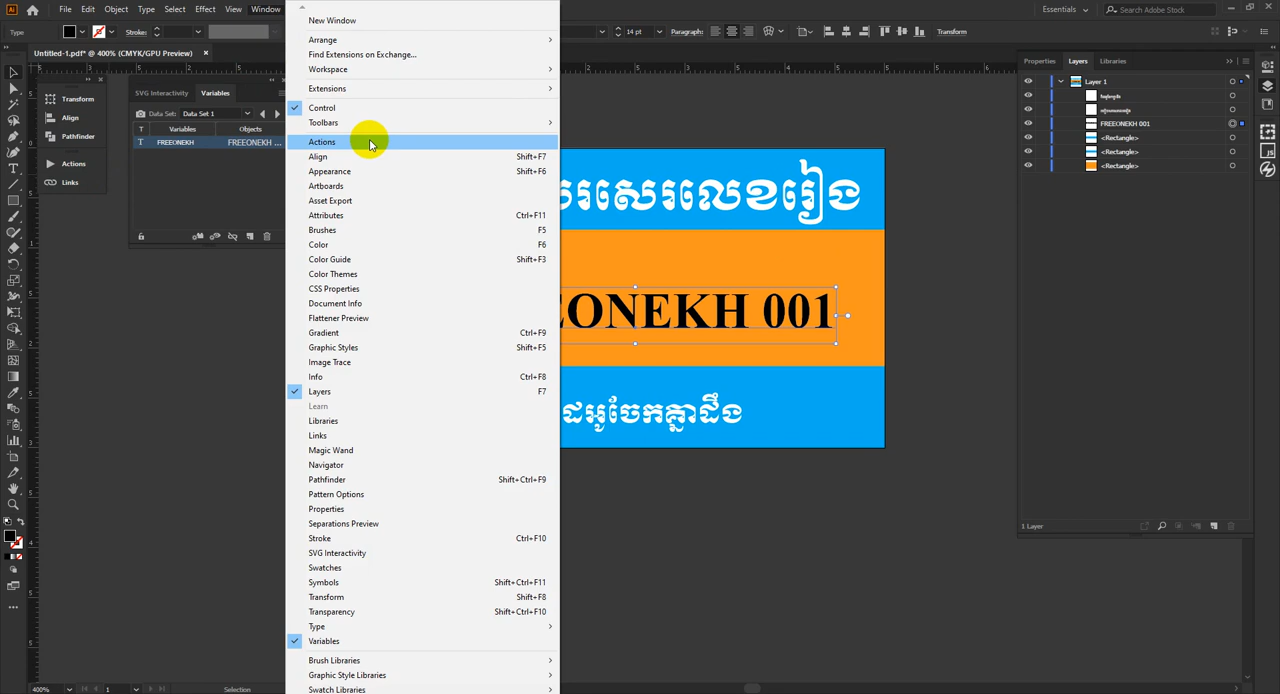 Ai File Edit Object Type Select Effect View Window Essentials Search Adobe Stock
Type Stroke: 14 pt Paragraph: Transform
Untitled-1.pdf* @ 400% (CMYK/GPU Preview)
Transform
Align
Pathfinder
Actions
Links
SVG Interactivity Variables
Data Set: Data Set 1
T Variables Objects
T FREEONEKH FREEONEKH ...
New Window
Arrange
Find Extensions on Exchange...
Workspace
Extensions
Control
Toolbars
Actions
Align Shift+F7
Appearance Shift+F6
Artboards
Asset Export
Attributes Ctrl+F11
Brushes F5
Color F6
Color Guide Shift+F3
Color Themes
CSS Properties
Document Info
Flattener Preview
Gradient Ctrl+F9
Graphic Styles Shift+F5
Image Trace
Info Ctrl+F8
Layers F7
Learn
Libraries
Links
Magic Wand
Navigator
Pathfinder Shift+Ctrl+F9
Pattern Options
Properties
Separations Preview
Stroke Ctrl+F10
SVG Interactivity
Swatches
Symbols Shift+Ctrl+F11
Transform Shift+F8
Transparency Shift+Ctrl+F10
Type
Variables
Brush Libraries
Graphic Style Libraries
Swatch Libraries
រសេរលេខរៀង
EONEKH 001
ដអូចែកគ្នាដឹង
Properties Layers Libraries
Layer 1
FREEONEKH 001
<Rectangle>
<Rectangle>
<Rectangle>
1 Layer
400% 1 Selection